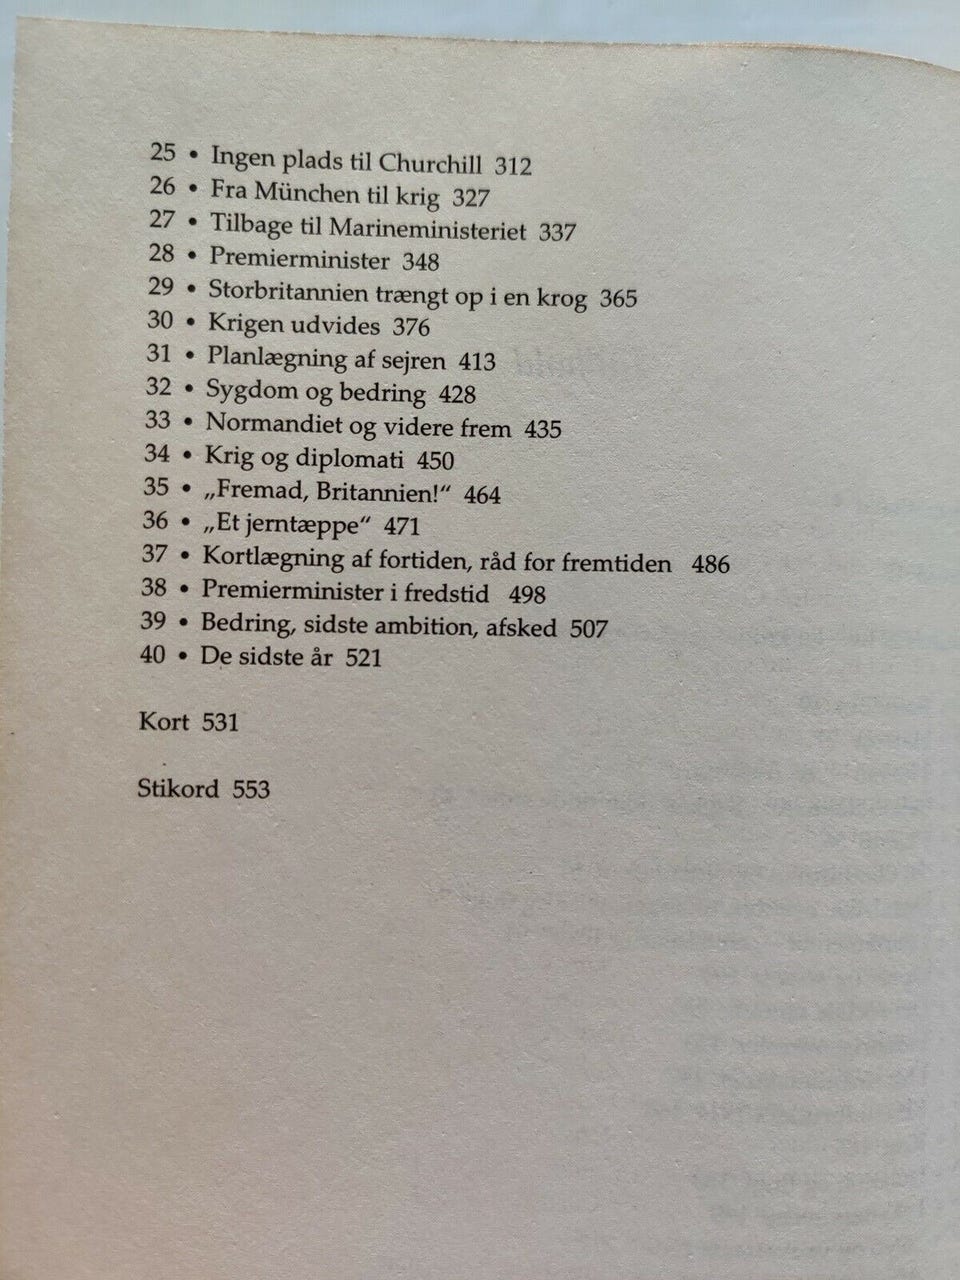 25 • Ingen plads til Churchill 312
26 • Fra München til krig 327
27 • Tilbage til Marineministeriet 337
28 • Premierminister 348
29 • Storbritannien trængt op i en krog 365
30 • Krigen udvides 376
31 • Planlægning af sejren 413
32 • Sygdom og bedring 428
33 • Normandiet og videre frem 435
34 • Krig og diplomati 450
35 • „Fremad, Britannien!“ 464
36 • „Et jerntæppe“ 471
37 • Kortlægning af fortiden, råd for fremtiden 486
38 • Premierminister i fredstid 498
39 • Bedring, sidste ambition, afsked 507
40 • De sidste år 521
Kort 531
Stikord 553